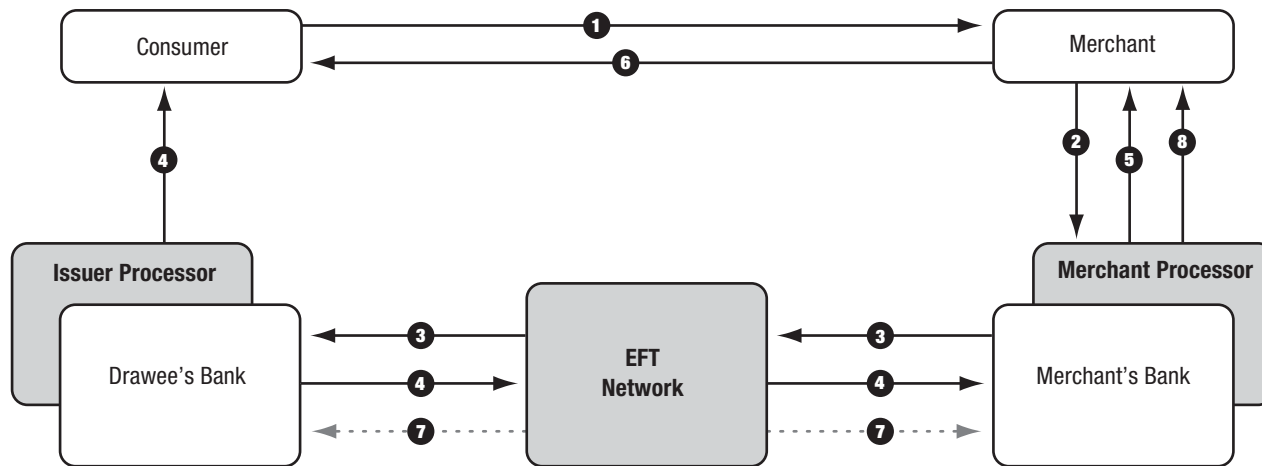 Consumer
1
Merchant
6
4
2
5
8
Issuer Processor
Merchant Processor
3
3
EFT
Network
Drawee's Bank
Merchant's Bank
4
4
7
7